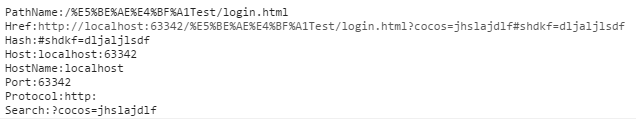 PathName:/%E5%BE%AE%E4%BF%A1Test/login.html
Href:http://localhost:63342/%E5%BE%AE%E4%BF%A1Test/login.html?cocos=jhslajdlf#shdkf=dljaljlsdf
Hash:#shdkf=dljaljlsdf
Host:localhost:63342
HostName:localhost
Port:63342
Protocol:http:
Search:?cocos=jhslajdlf